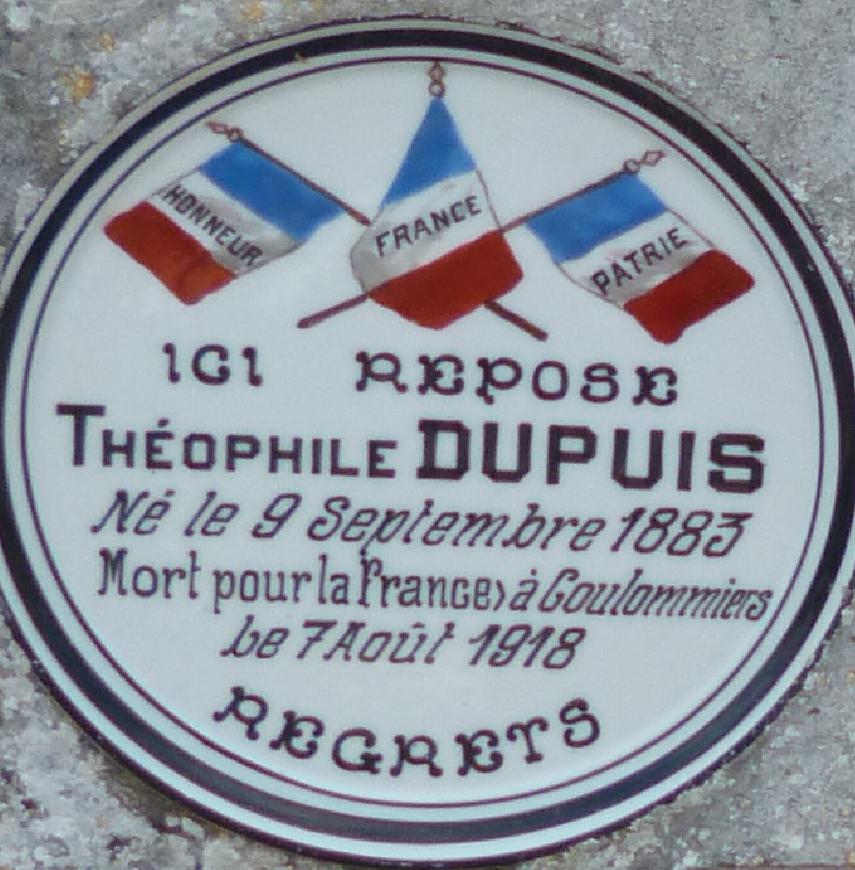 HONNEUR
FRANCE
PATRIE
ICI REPOSE
THÉOPHILE DUPUIS
Né le 9 Septembre 1883
Mort pour la France, à Coulommiers
Le 7 Août 1918
REGRETS